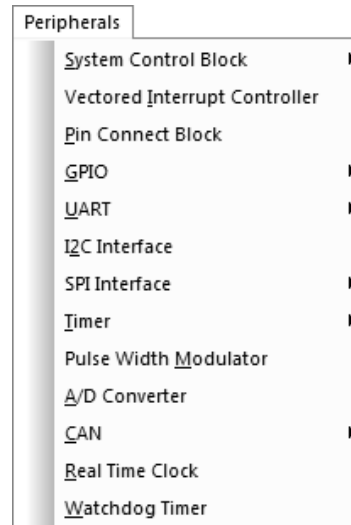 Peripherals
System Control Block
Vectored Interrupt Controller
Pin Connect Block
GPIO
UART
I2C Interface
SPI Interface
Timer
Pulse Width Modulator
A/D Converter
CAN
Real Time Clock
Watchdog Timer